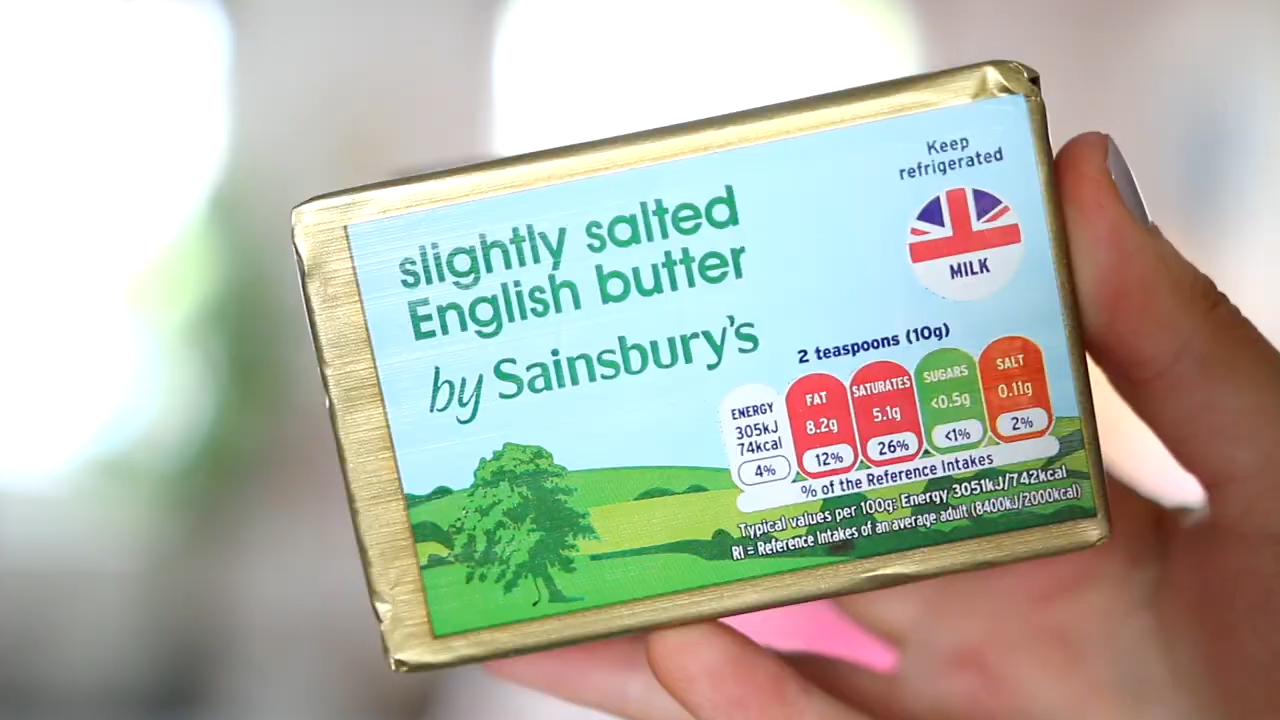 slightly salted
English butter
by Sainsbury's
Keep
refrigerated
MILK
2 teaspoons (10g)
ENERGY
305kJ
74kcal
4%
FAT
8.2g
12%
SATURATES
5.1g
26%
SUGARS
<0.5g
<1%
SALT
0.11g
2%
% of the Reference Intakes
Typical values per 100g: Energy 3051kJ/742kcal
RI = Reference Intakes of an average adult (8400kJ/2000kcal)